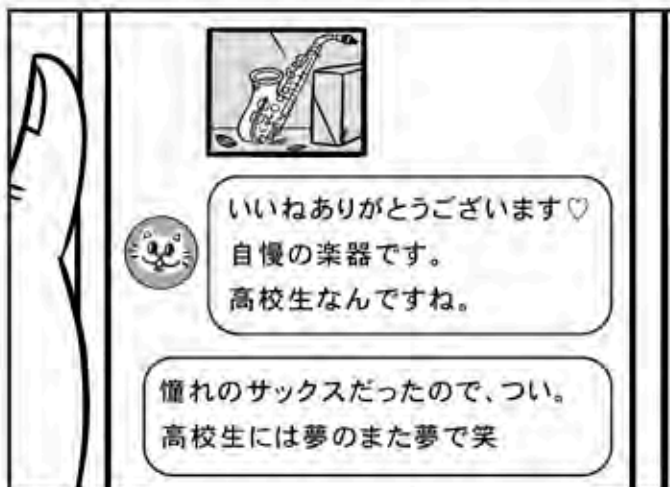 いいねありがとうございます♡
自慢の楽器です。
高校生なんですね。
憧れのサックスだったので、つい。
高校生には夢のまた夢で笑